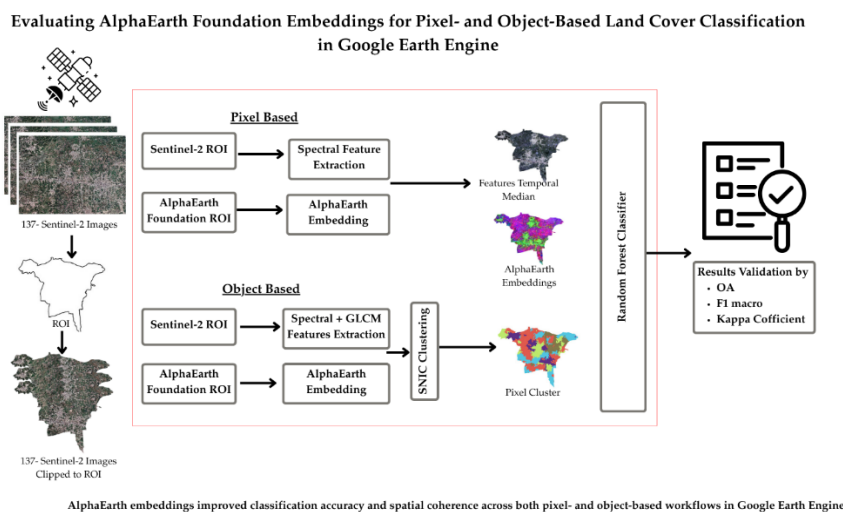 Evaluating AlphaEarth Foundation Embeddings for Pixel- and Object-Based Land Cover Classification
in Google Earth Engine
137- Sentinel-2 Images
ROI
137- Sentinel-2 Images
Clipped to ROI
Pixel Based
Sentinel-2 ROI
Spectral Feature
Extraction
AlphaEarth
Foundation ROI
AlphaEarth
Embedding
Features Temporal
Median
AlphaEarth
Embeddings
Object Based
Sentinel-2 ROI
Spectral + GLCM
Features Extraction
AlphaEarth
Foundation ROI
AlphaEarth
Embedding
SNIC Clustering
Pixel Cluster
Random Forest Classifier
Results Validation by
• OA
• F1 macro
• Kappa Cofficient
AlphaEarth embeddings improved classification accuracy and spatial coherence across both pixel- and object-based workflows in Google Earth Engine